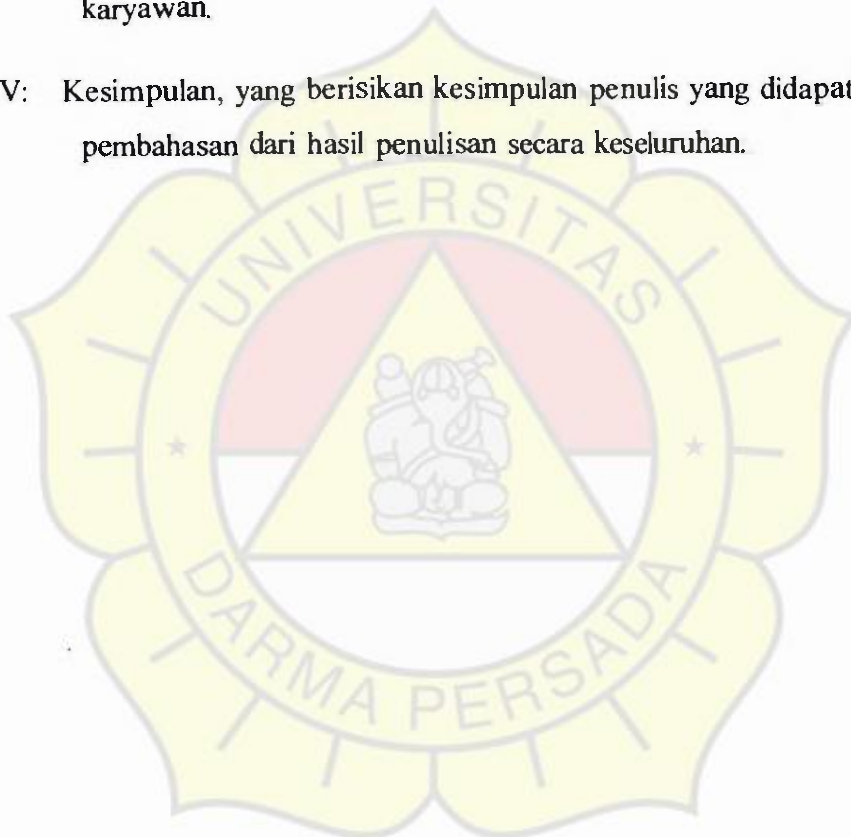 karyawan.
V: Kesimpulan, yang berisikan kesimpulan penulis yang didapat
pembahasan dari hasil penulisan secara keseluruhan.
UNIVERSITAS
DARMA PERSADA